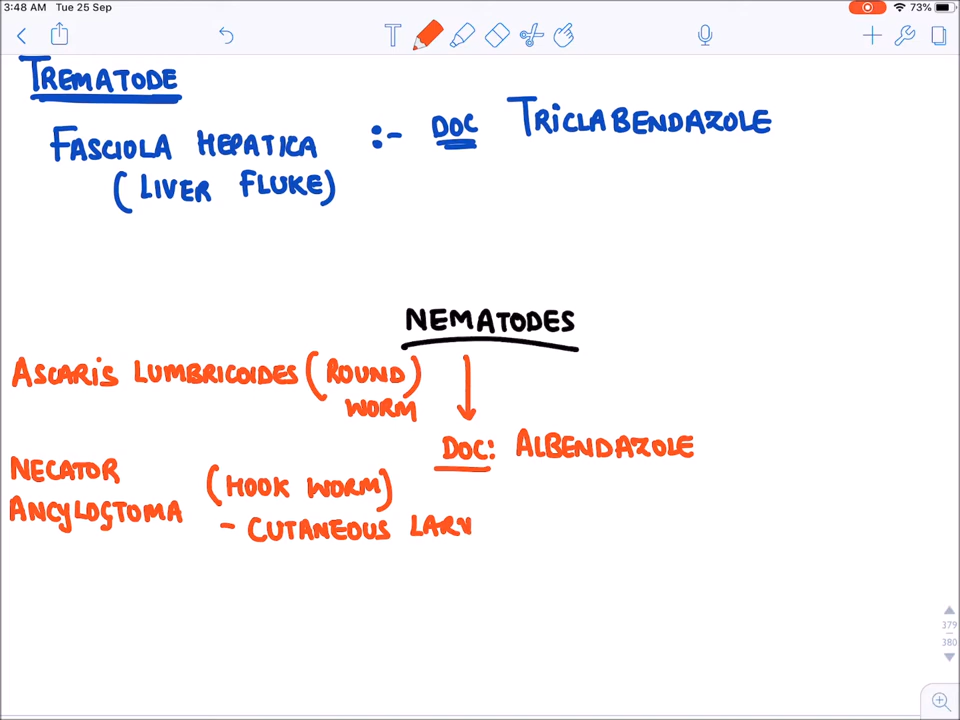 3:48 AM Tue 25 Sep 73%
TREMATODE
FASCIOLA HEPATICA :- DOC TRICLABENDAZOLE
(LIVER FLUKE)
NEMATODES
ASCARIS LUMBRICOIDES (ROUND
WORM)
DOC: ALBENDAZOLE
NECATOR
ANCYLOSTOMA (HOOK WORM)
- CUTANEOUS LARV
379
380